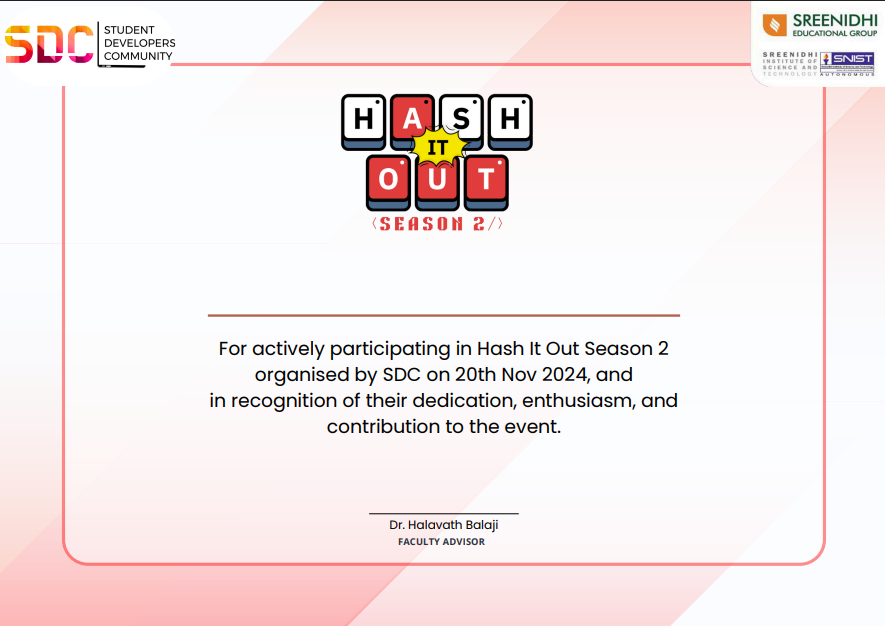 SDC
STUDENT
DEVELOPERS
COMMUNITY
SREENIDHI
EDUCATIONAL GROUP
SREENIDHI
INSTITUTE OF
SCIENCE AND
TECHNOLOGY
SNIST
AUTONOMOUS
HASH
IT
OUT
<SEASON 2/>
For actively participating in Hash It Out Season 2
organised by SDC on 20th Nov 2024, and
in recognition of their dedication, enthusiasm, and
contribution to the event.
Dr. Halavath Balaji
FACULTY ADVISOR